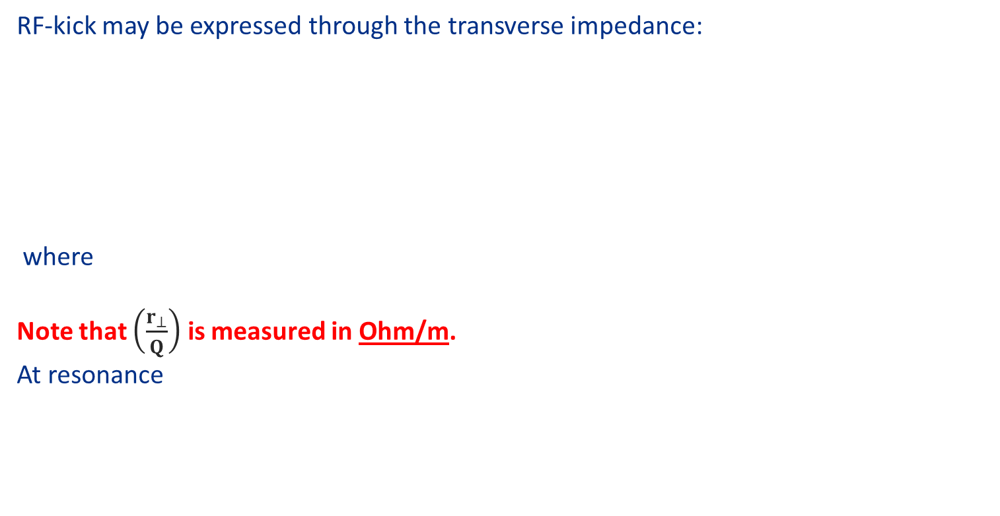 RF-kick may be expressed through the transverse impedance:
where
Note that (r⊥/Q) is measured in Ohm/m.
At resonance